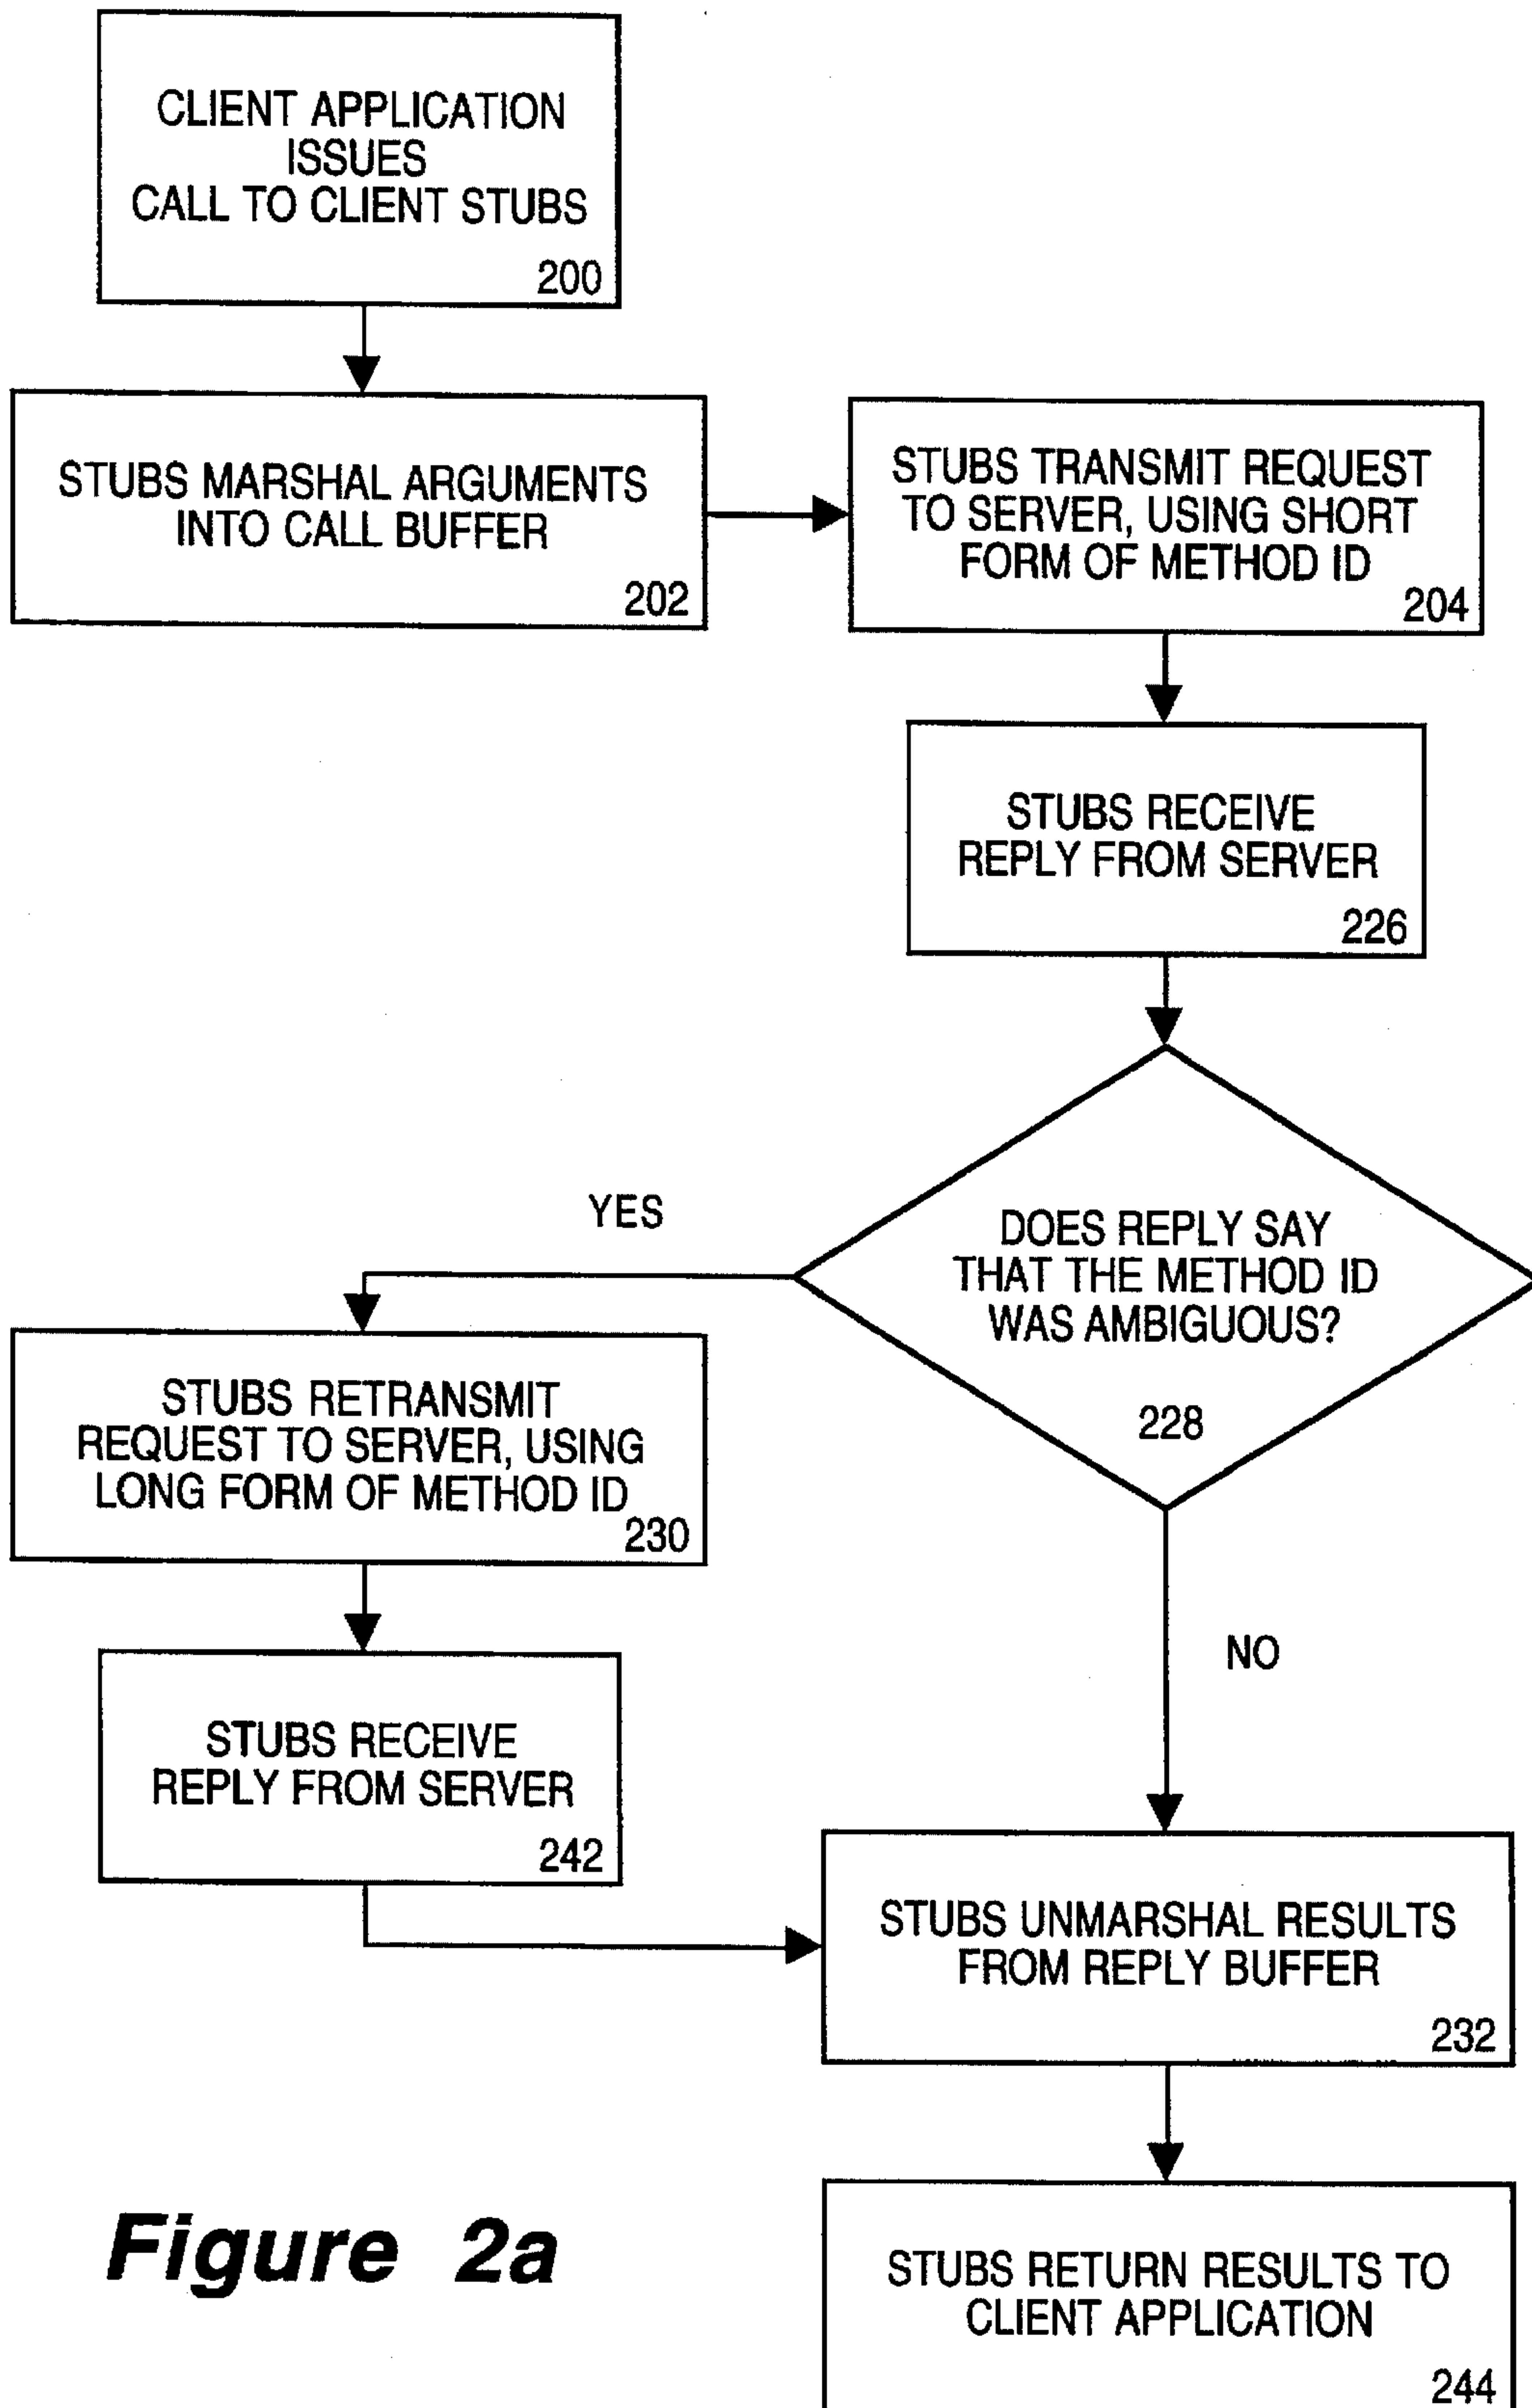 CLIENT APPLICATION
ISSUES
CALL TO CLIENT STUBS
200
STUBS MARSHAL ARGUMENTS
INTO CALL BUFFER
202
STUBS TRANSMIT REQUEST
TO SERVER, USING SHORT
FORM OF METHOD ID
204
STUBS RECEIVE
REPLY FROM SERVER
226
DOES REPLY SAY
THAT THE METHOD ID
WAS AMBIGUOUS?
228
YES
STUBS RETRANSMIT
REQUEST TO SERVER, USING
LONG FORM OF METHOD ID
230
STUBS RECEIVE
REPLY FROM SERVER
242
NO
STUBS UNMARSHAL RESULTS
FROM REPLY BUFFER
232
STUBS RETURN RESULTS TO
CLIENT APPLICATION
244
Figure 2a